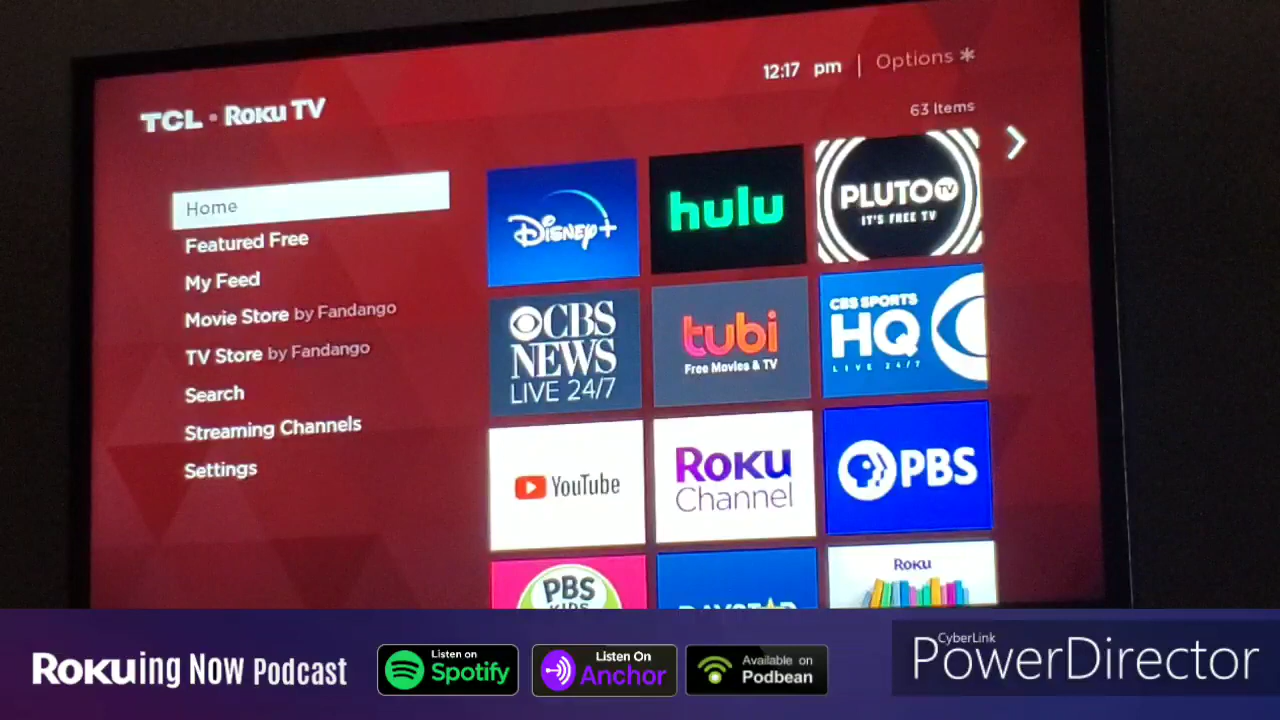 TCL • Roku TV
12:17 pm | Options *
63 Items
Home
Featured Free
My Feed
Movie Store by Fandango
TV Store by Fandango
Search
Streaming Channels
Settings
Disney+
hulu
PLUTO TV
IT'S FREE TV
CBS
NEWS
LIVE 24/7
tubi
Free Movies & TV
CBS SPORTS
HQ
LIVE 24/7
YouTube
Roku
Channel
PBS
PBS
KIDS
DAYSTAR
Roku
Rokuing Now Podcast
Listen on
Spotify
Listen On
Anchor
Available on
Podbean
CyberLink
PowerDirector